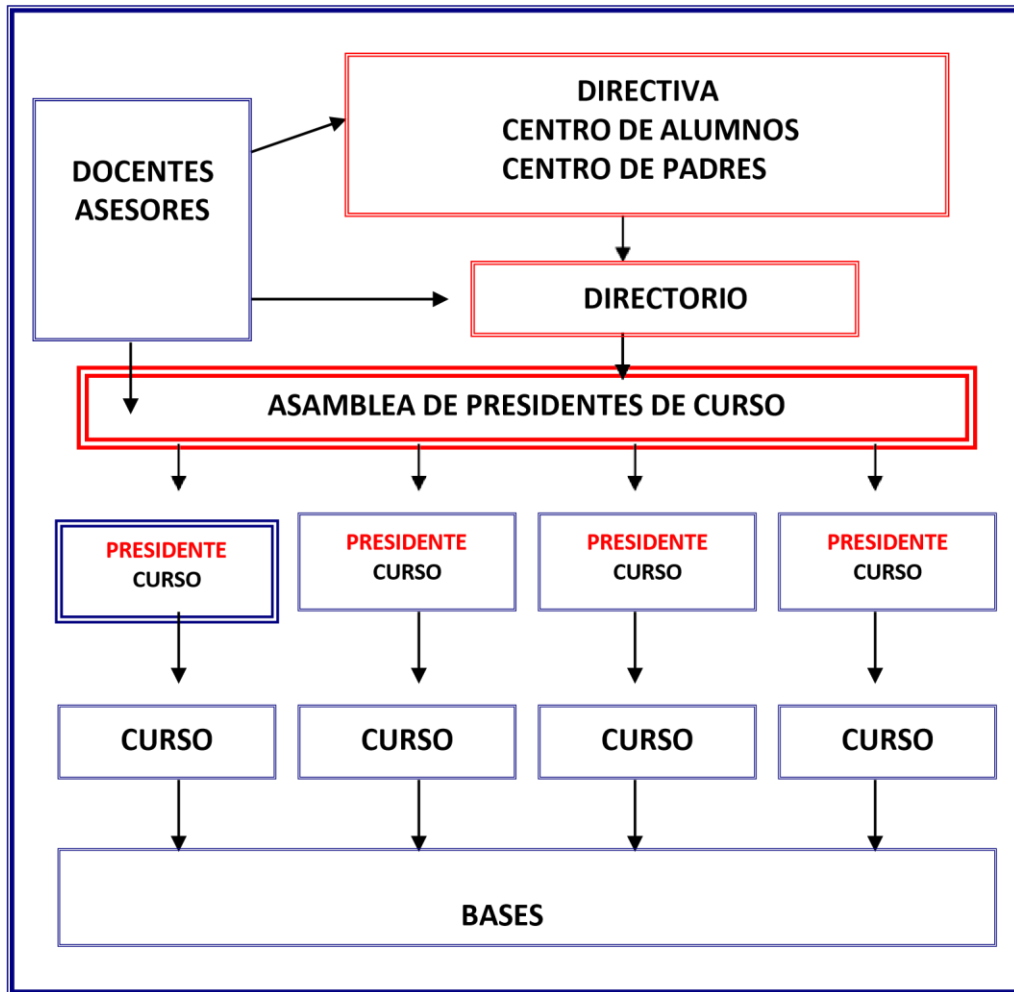 DIRECTIVA
CENTRO DE ALUMNOS
CENTRO DE PADRES
DOCENTES
ASESORES
DIRECTORIO
ASAMBLEA DE PRESIDENTES DE CURSO
PRESIDENTE
CURSO
PRESIDENTE
CURSO
PRESIDENTE
CURSO
PRESIDENTE
CURSO
CURSO
CURSO
CURSO
CURSO
BASES